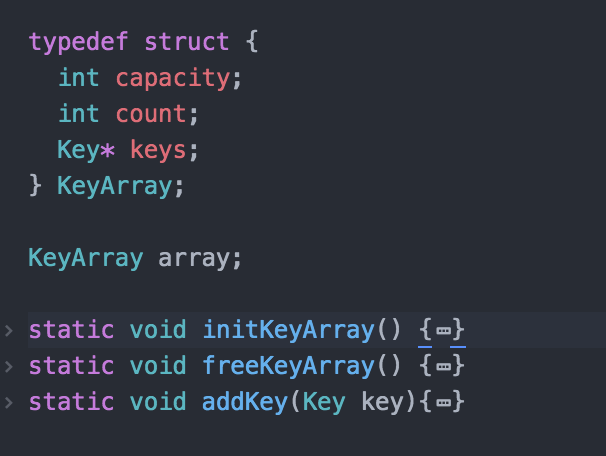 typedef struct {
int capacity;
int count;
Key* keys;
} KeyArray;
KeyArray array;
static void initKeyArray() {…}
static void freeKeyArray() {…}
static void addKey(Key key){…}